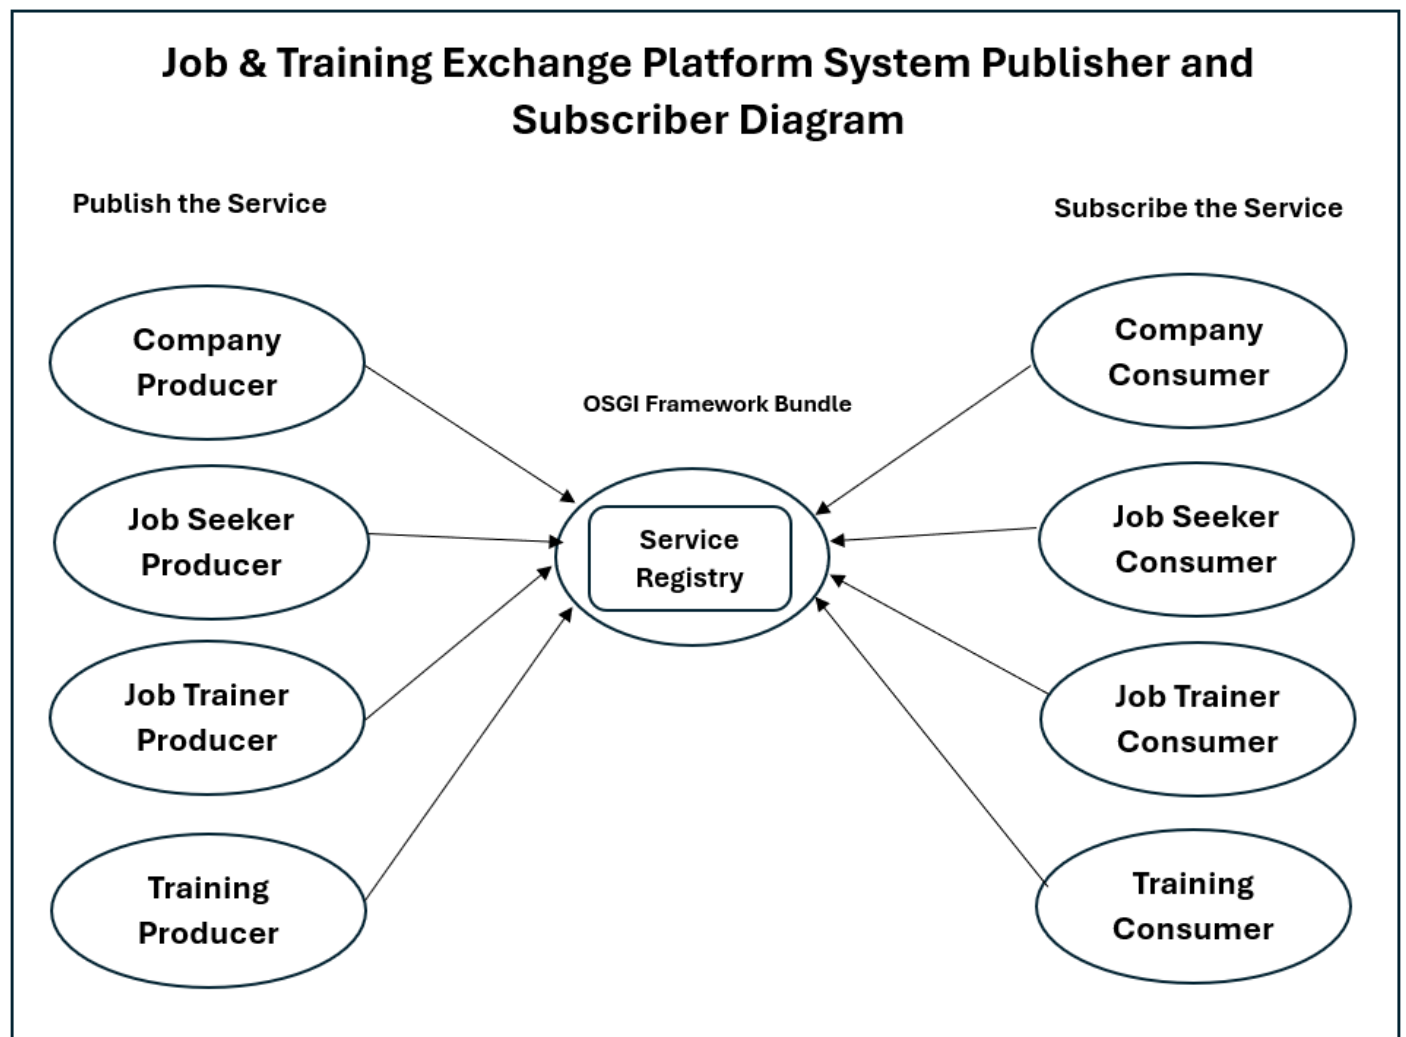 Job & Training Exchange Platform System Publisher and
Subscriber Diagram
Publish the Service
Subscribe the Service
Company
Producer
Company
Consumer
OSGI Framework Bundle
Job Seeker
Producer
Service
Registry
Job Seeker
Consumer
Job Trainer
Producer
Job Trainer
Consumer
Training
Producer
Training
Consumer